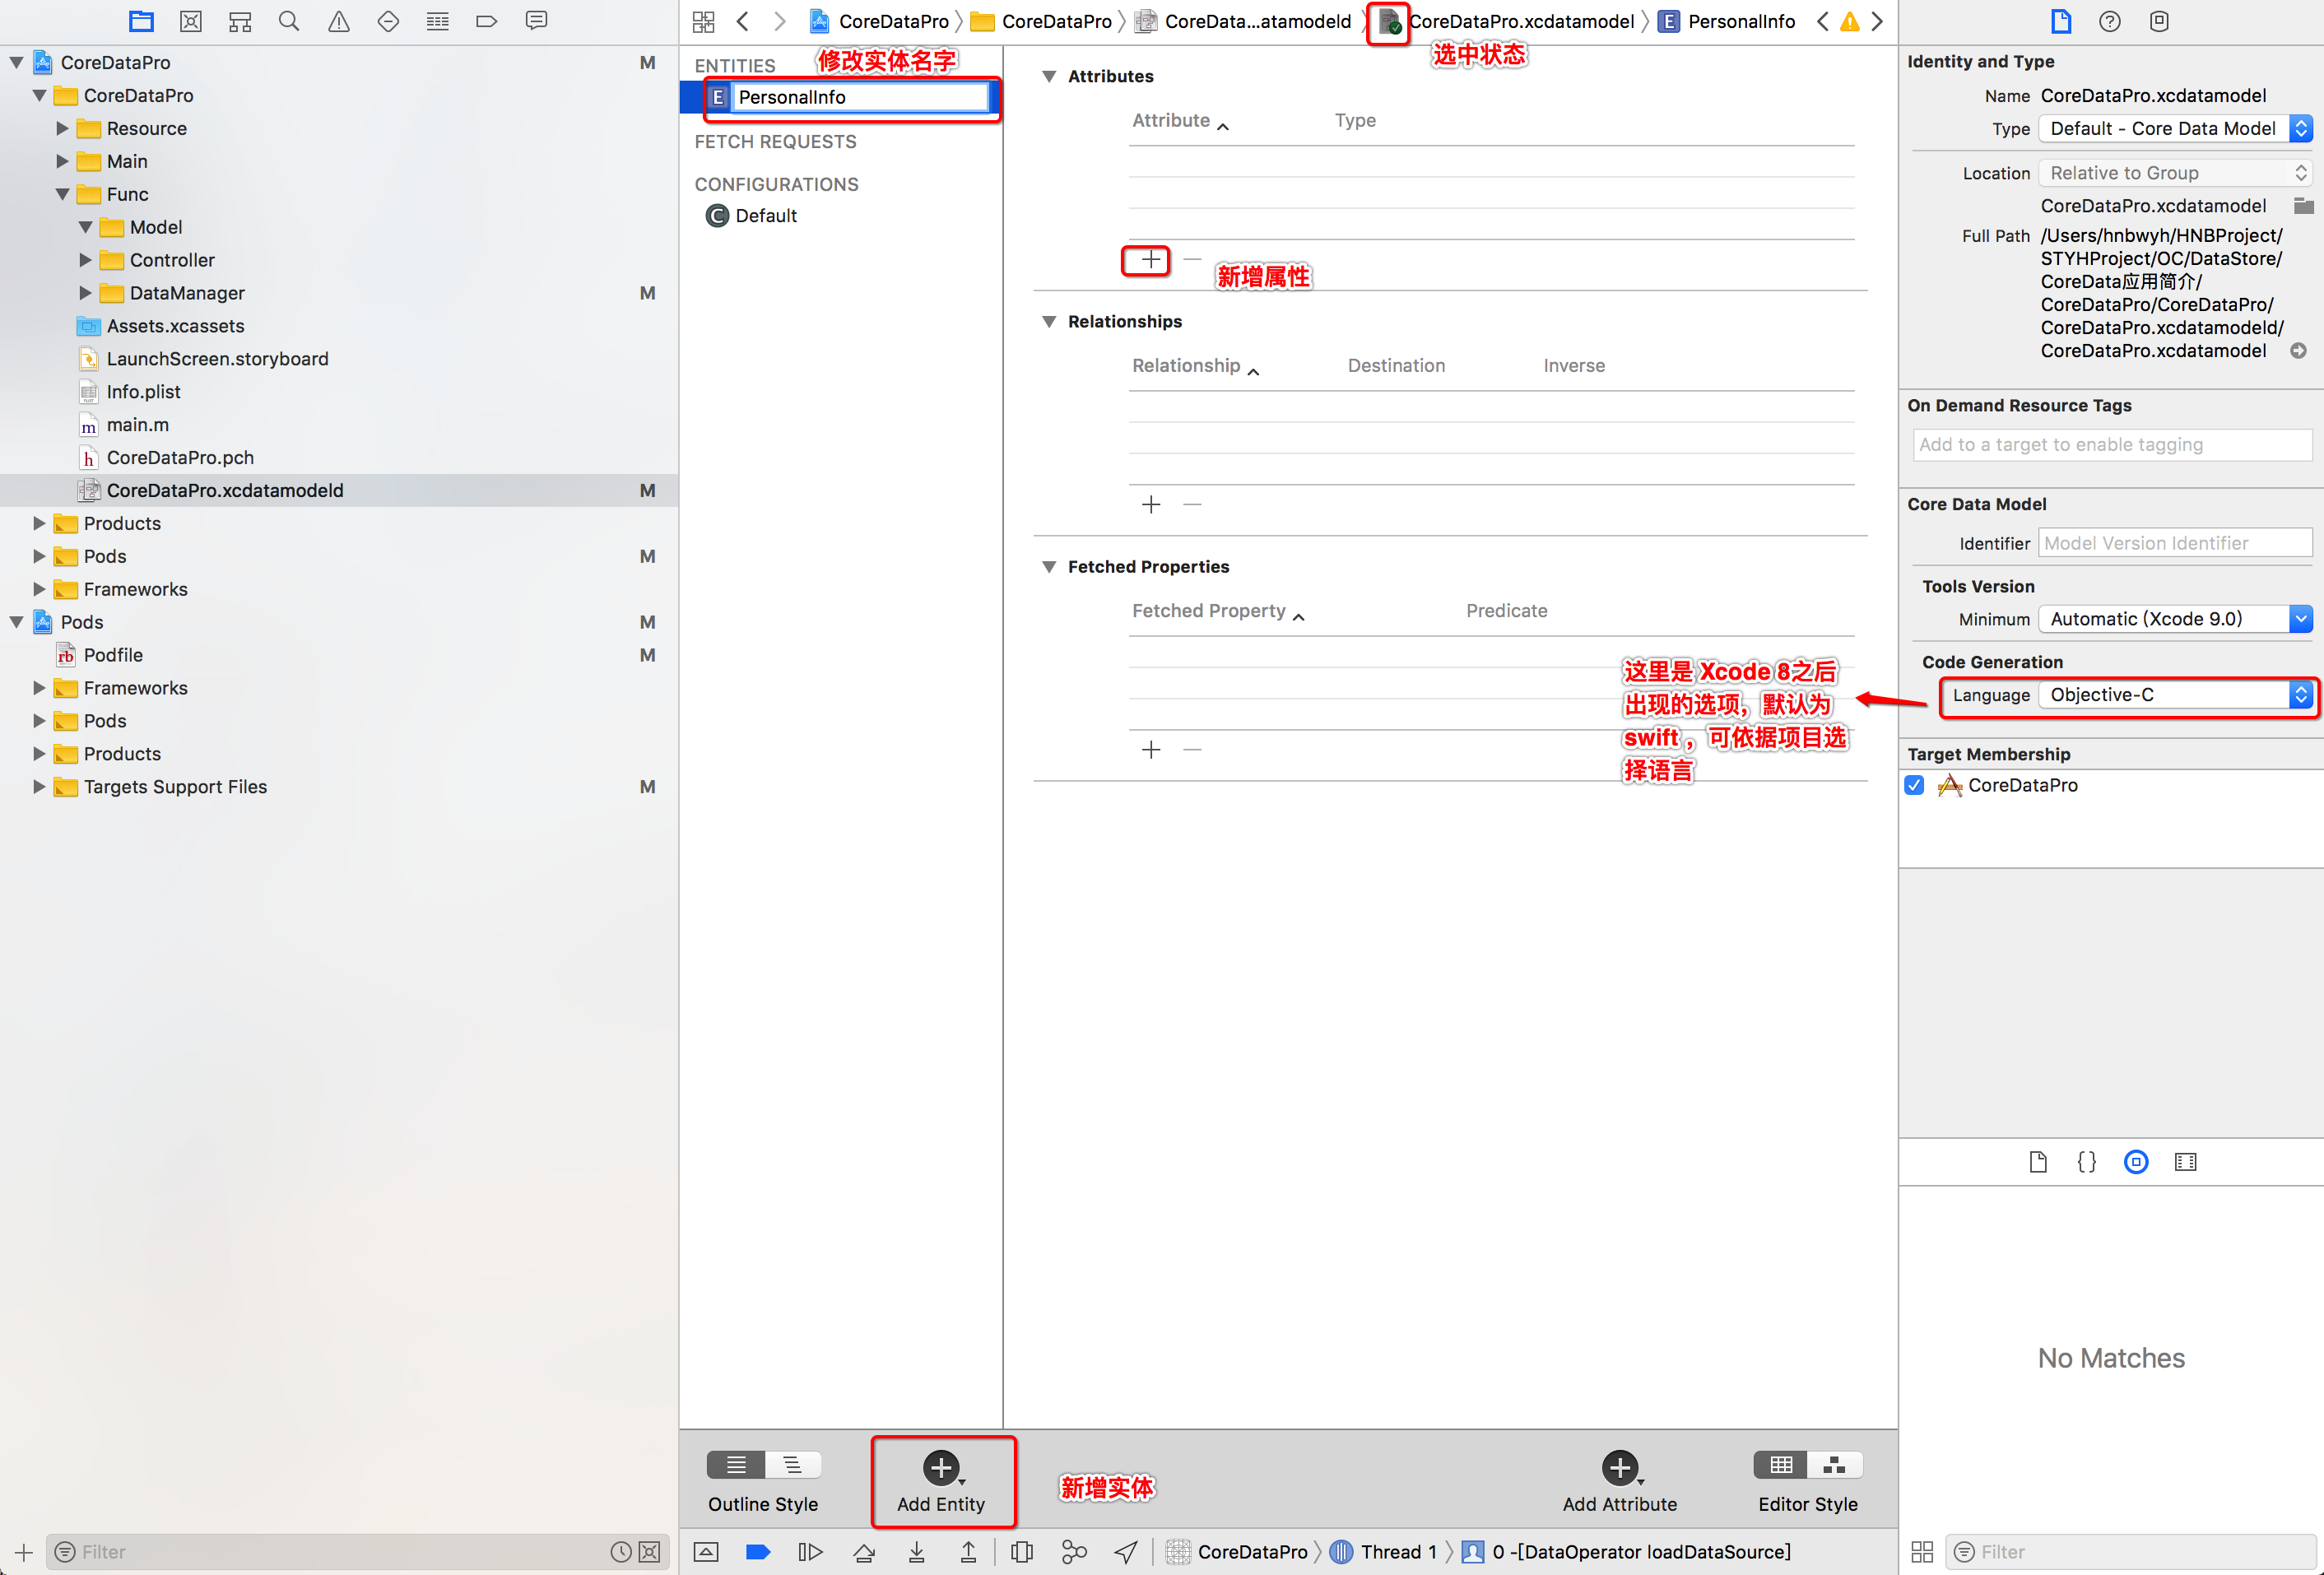 CoreDataPro
M
CoreDataPro
Resource
Main
Func
Model
Controller
DataManager
M
Assets.xcassets
LaunchScreen.storyboard
Info.plist
main.m
CoreDataPro.pch
CoreDataPro.xcdatamodeld
M
Products
Pods
M
Frameworks
Pods
M
Podfile
M
Frameworks
Pods
Products
Targets Support Files
M
Filter
CoreDataPro
CoreDataPro
CoreData...atamodeld
CoreDataPro.xcdatamodel
E PersonalInfo
选中状态
ENTITIES
修改实体名字
E PersonalInfo
FETCH REQUESTS
CONFIGURATIONS
C Default
Attributes
Attribute Type
新增属性
Relationships
Relationship Destination Inverse
Fetched Properties
Fetched Property Predicate
这里是 Xcode 8之后
出现的选项，默认为
swift ，可依据项目选
择语言
Outline Style
Add Entity
新增实体
Add Attribute
Editor Style
CoreDataPro
Thread 1
0 -[DataOperator loadDataSource]
Identity and Type
Name CoreDataPro.xcdatamodel
Type Default - Core Data Model
Location Relative to Group
CoreDataPro.xcdatamodel
Full Path /Users/hnbwyh/HNBProject/
STYHProject/OC/DataStore/
CoreData应用简介/
CoreDataPro/CoreDataPro/
CoreDataPro.xcdatamodeld/
CoreDataPro.xcdatamodel
On Demand Resource Tags
Add to a target to enable tagging
Core Data Model
Identifier Model Version Identifier
Tools Version
Minimum Automatic (Xcode 9.0)
Code Generation
Language Objective-C
Target Membership
CoreDataPro
No Matches
Filter